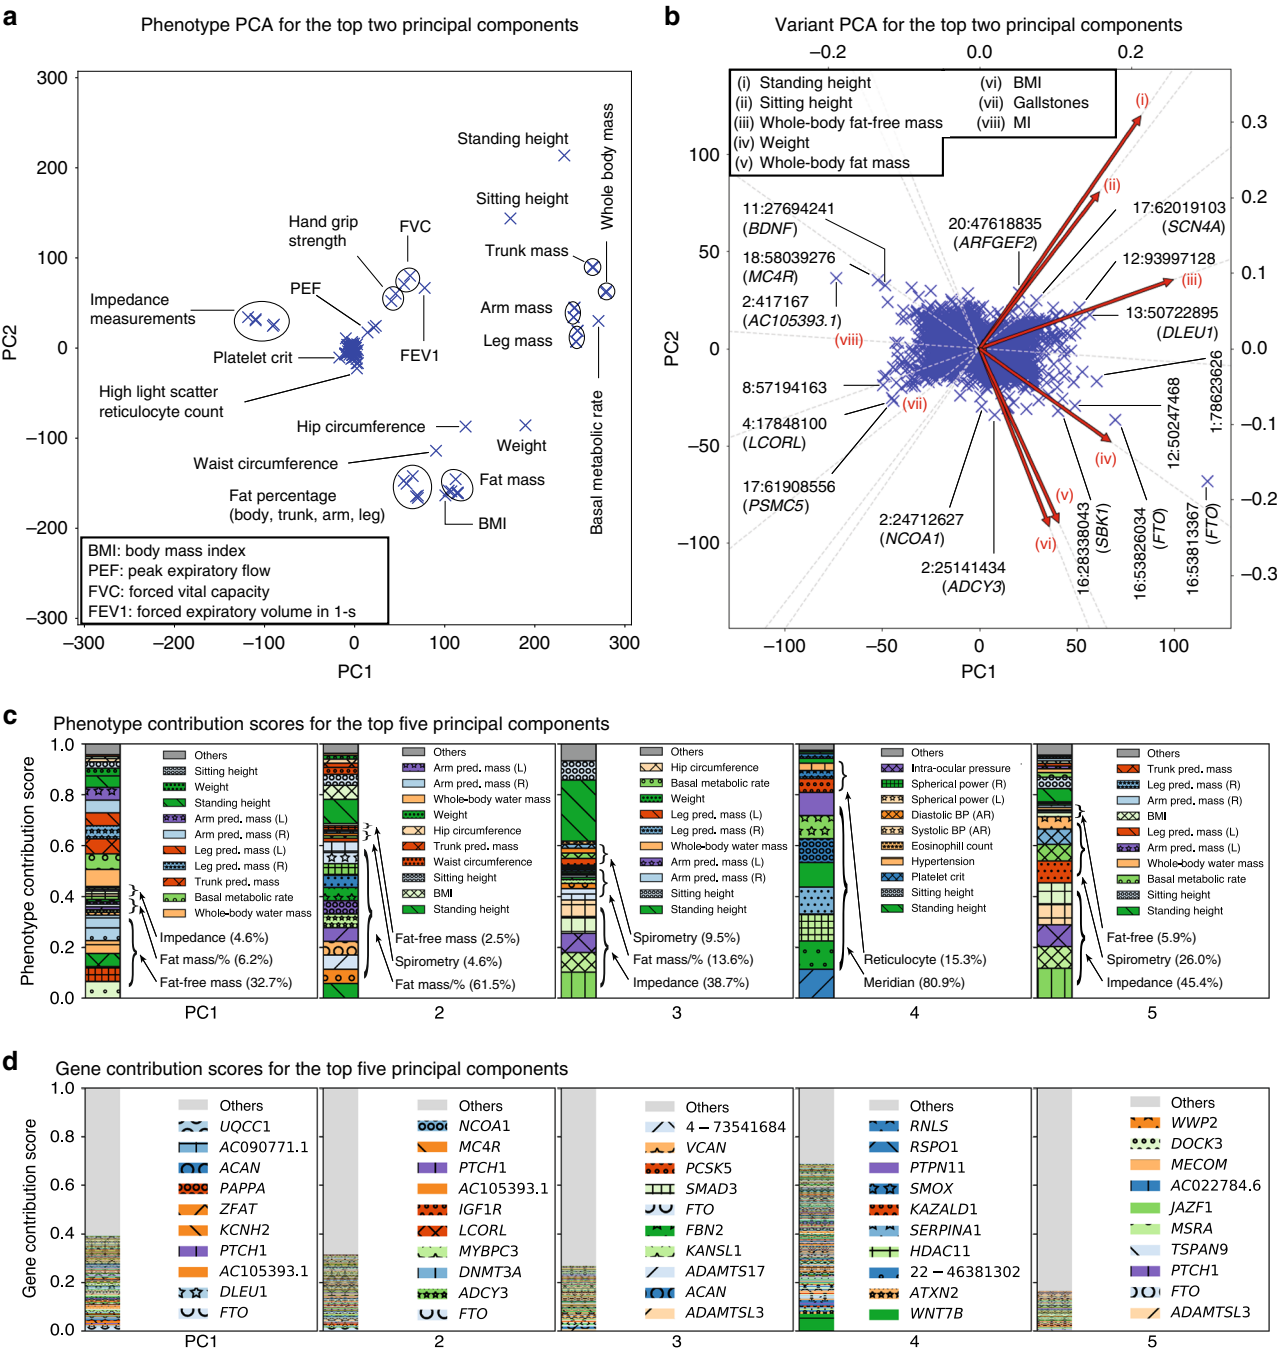 a
Phenotype PCA for the top two principal components
300
200
100
0
−100
−200
−300
PC2
−300
−200
−100
0
100
200
300
PC1
Standing height
Sitting height
Whole body mass
Trunk mass
Arm mass
Leg mass
Basal metabolic rate
Hand grip
strength
FVC
PEF
FEV1
Impedance
measurements
Platelet crit
High light scatter
reticulocyte count
Hip circumference
Weight
Waist circumference
Fat mass
Fat percentage
(body, trunk, arm, leg)
BMI
BMI: body mass index
PEF: peak expiratory flow
FVC: forced vital capacity
FEV1: forced expiratory volume in 1-s
b
Variant PCA for the top two principal components
−0.2
0.0
0.2
(i) Standing height
(ii) Sitting height
(iii) Whole-body fat-free mass
(iv) Weight
(v) Whole-body fat mass
(vi) BMI
(vii) Gallstones
(viii) MI
100
50
0
−50
−100
PC2
0.3
0.2
0.1
0.0
−0.1
−0.2
−0.3
−100
−50
0
50
100
PC1
(i)
(ii)
(iii)
(iv)
(v)
(vi)
(vii)
(viii)
11:27694241
(BDNF)
18:58039276
(MC4R)
2:417167
(AC105393.1)
8:57194163
4:17848100
(LCORL)
17:61908556
(PSMC5)
20:47618835
(ARFGEF2)
17:62019103
(SCN4A)
12:93997128
13:50722895
(DLEU1)
1:78623626
12:50247468
2:24712627
(NCOA1)
2:25141434
(ADCY3)
16:28338043
(SBK1)
16:53826034
(FTO)
16:53813367
(FTO)
c
Phenotype contribution scores for the top five principal components
Phenotype contribution score
1.0
0.8
0.6
0.4
0.2
0.0
Others
Sitting height
Weight
Standing height
Arm pred. mass (L)
Arm pred. mass (R)
Leg pred. mass (L)
Leg pred. mass (R)
Trunk pred. mass
Basal metabolic rate
Whole-body water mass
Impedance (4.6%)
Fat mass/% (6.2%)
Fat-free mass (32.7%)
PC1
Others
Arm pred. mass (L)
Arm pred. mass (R)
Whole-body water mass
Weight
Hip circumference
Trunk pred. mass
Waist circumference
Sitting height
BMI
Standing height
Fat-free mass (2.5%)
Spirometry (4.6%)
Fat mass/% (61.5%)
2
Others
Hip circumference
Basal metabolic rate
Weight
Leg pred. mass (L)
Leg pred. mass (R)
Whole-body water mass
Arm pred. mass (L)
Arm pred. mass (R)
Sitting height
Standing height
Spirometry (9.5%)
Fat mass/% (13.6%)
Impedance (38.7%)
3
Others
Intra-ocular pressure
Spherical power (R)
Spherical power (L)
Diastolic BP (AR)
Systolic BP (AR)
Eosinophill count
Hypertension
Platelet crit
Sitting height
Standing height
Reticulocyte (15.3%)
Meridian (80.9%)
4
Others
Trunk pred. mass
Leg pred. mass (R)
Arm pred. mass (R)
BMI
Leg pred. mass (L)
Arm pred. mass (L)
Whole-body water mass
Basal metabolic rate
Sitting height
Standing height
Fat-free (5.9%)
Spirometry (26.0%)
Impedance (45.4%)
5
d
Gene contribution scores for the top five principal components
Gene contribution score
1.0
0.8
0.6
0.4
0.2
0.0
Others
UQCC1
AC090771.1
ACAN
PAPPA
ZFAT
KCNH2
PTCH1
AC105393.1
DLEU1
FTO
PC1
Others
NCOA1
MC4R
PTCH1
AC105393.1
IGF1R
LCORL
MYBPC3
DNMT3A
ADCY3
FTO
2
Others
4−73541684
VCAN
PCSK5
SMAD3
FTO
FBN2
KANSL1
ADAMTS17
ACAN
ADAMTSL3
3
Others
RNLS
RSPO1
PTPN11
SMOX
KAZALD1
SERPINA1
HDAC11
22−46381302
ATXN2
WNT7B
4
Others
WWP2
DOCK3
MECOM
AC022784.6
JAZF1
MSRA
TSPAN9
PTCH1
FTO
ADAMTSL3
5